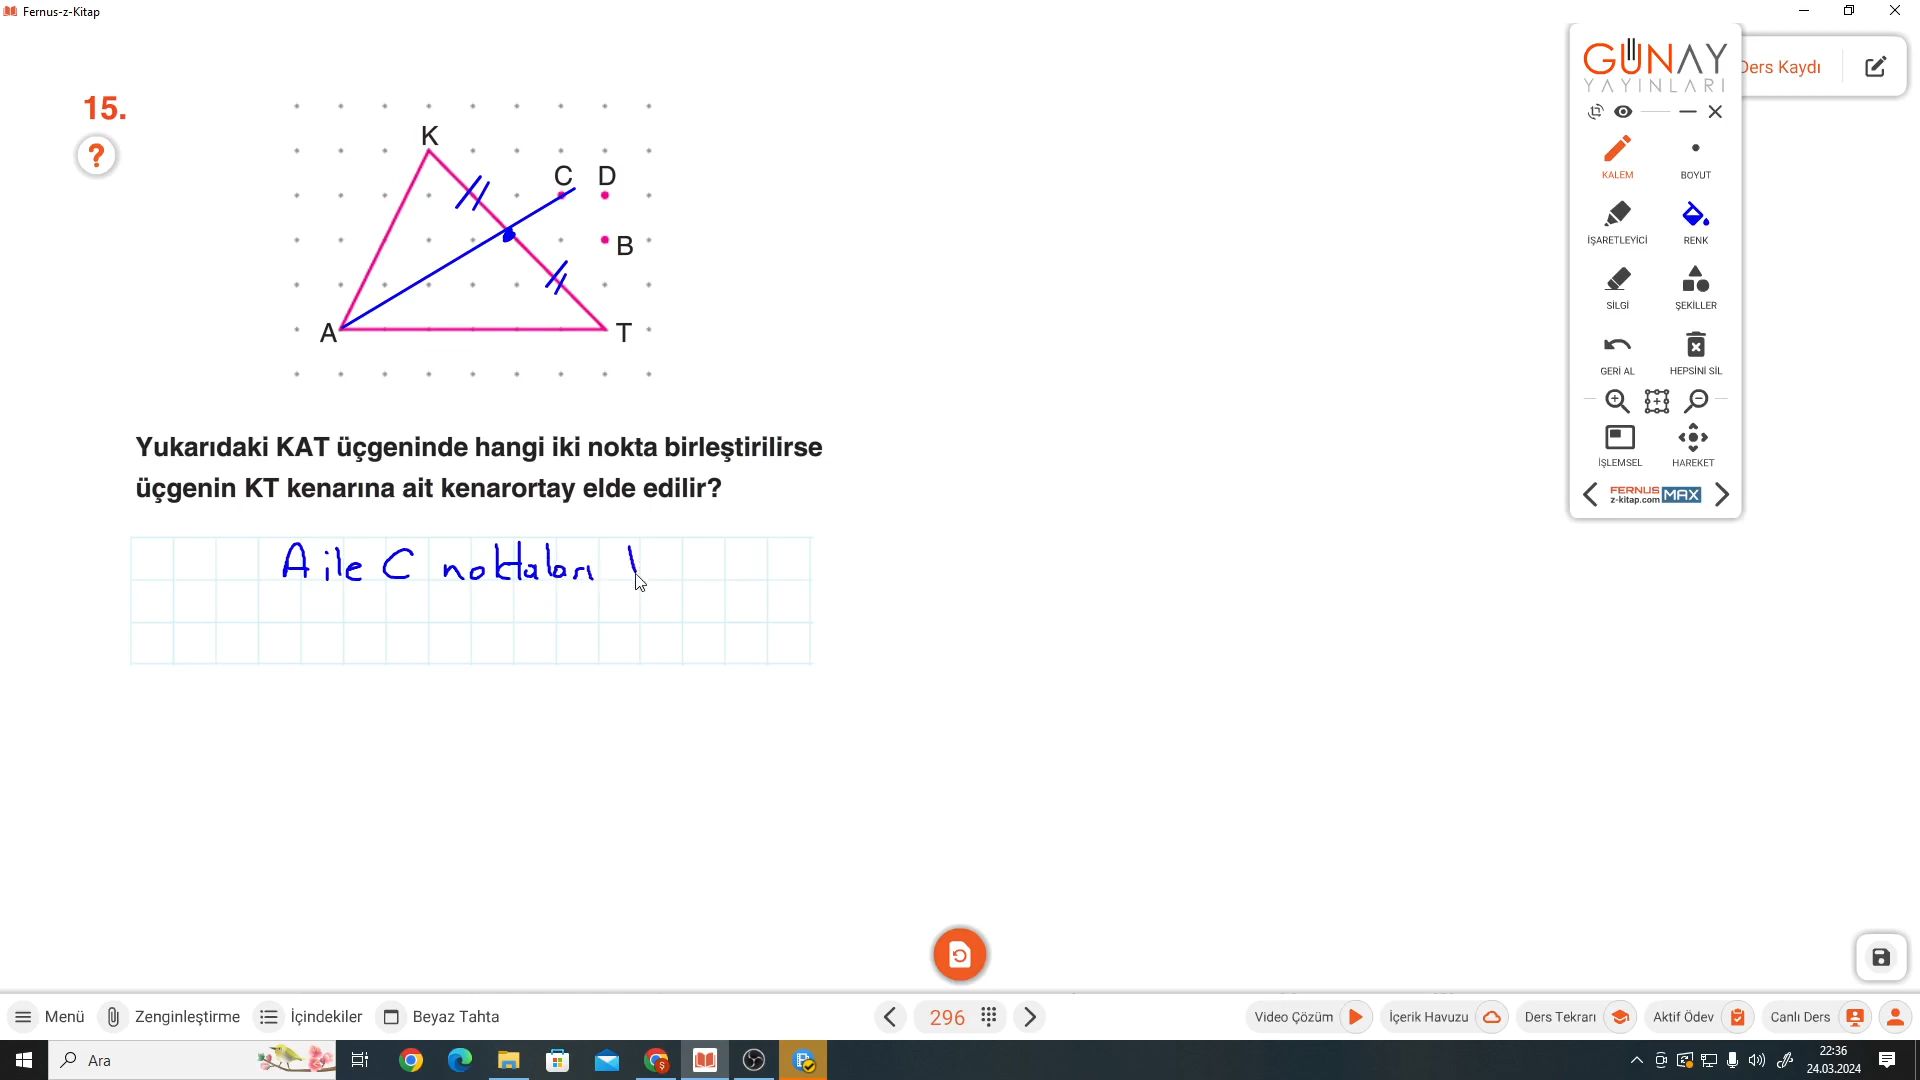 Fernus-z-Kitap
GÜNAY
YAYINLARI
Ders Kaydı
15.
?
K
C
D
B
A
T
KALEM
BOYUT
İŞARETLEYİCİ
RENK
SİLGİ
ŞEKİLLER
GERİ AL
HEPSİNİ SİL
İŞLEMSEL
HAREKET
FERNUS
z-kitap.com
MAX
Yukarıdaki KAT üçgeninde hangi iki nokta birleştirilirse
üçgenin KT kenarına ait kenarortay elde edilir?
A ile C noktaları
Menü
Zenginleştirme
İçindekiler
Beyaz Tahta
296
Video Çözüm
İçerik Havuzu
Ders Tekrarı
Aktif Ödev
Canlı Ders
Ara
22:36
24.03.2024